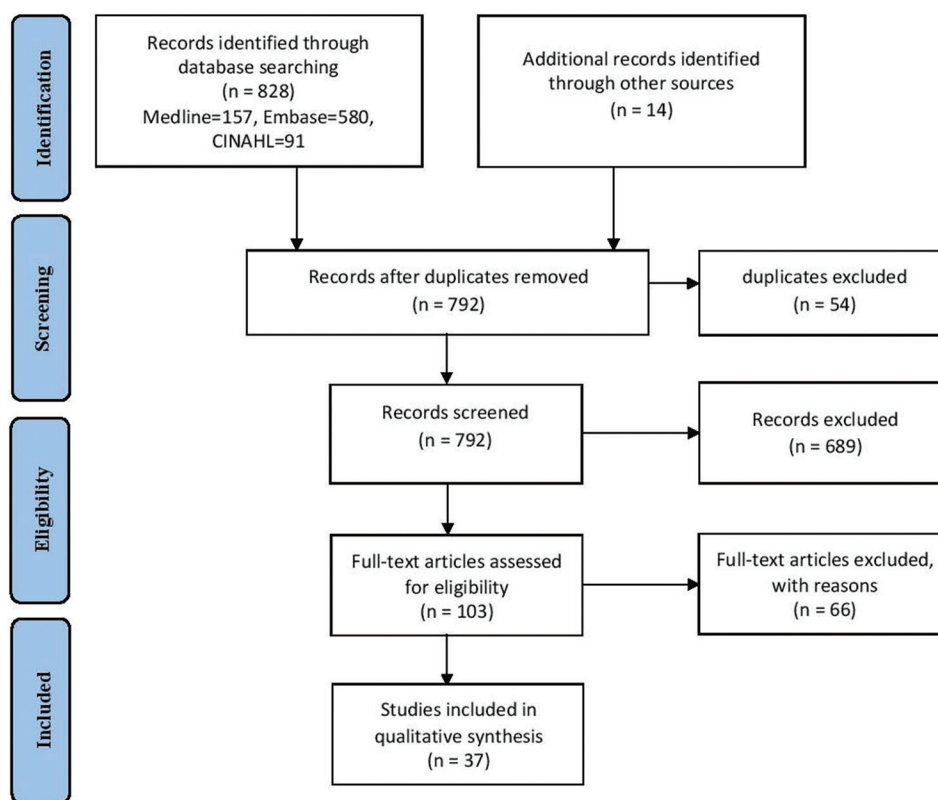 Identification
Records identified through
database searching
(n = 828)
Medline=157, Embase=580,
CINAHL=91
Additional records identified
through other sources
(n = 14)
Screening
Records after duplicates removed
(n = 792)
duplicates excluded
(n = 54)
Records screened
(n = 792)
Records excluded
(n = 689)
Eligibility
Full-text articles assessed
for eligibility
(n = 103)
Full-text articles excluded,
with reasons
(n = 66)
Included
Studies included in
qualitative synthesis
(n = 37)